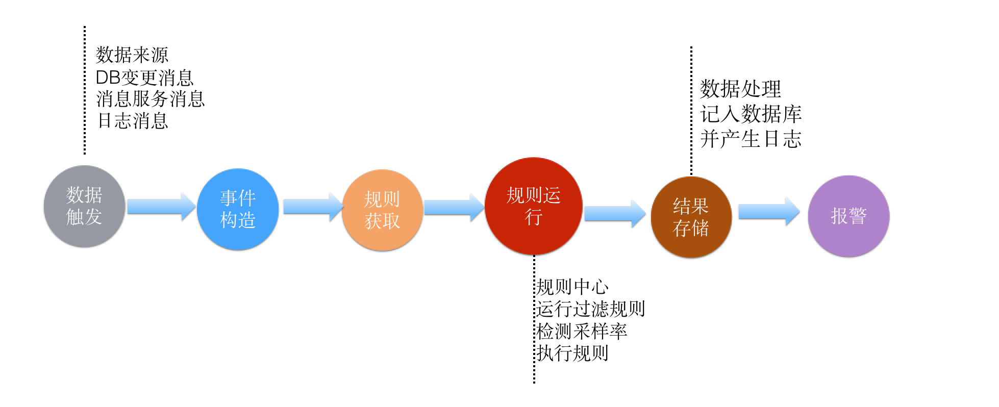 数据来源
DB变更消息
消息服务消息
日志消息
数据处理
记入数据库
并产生日志
数据
触发
事件
构造
规则
获取
规则运
行
结果
存储
报警
规则中心
运行过滤规则
检测采样率
执行规则